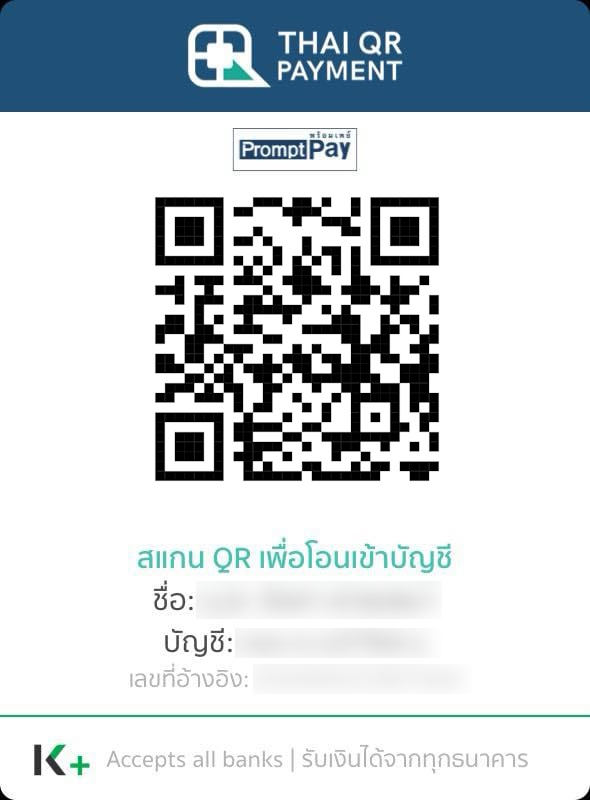 THAI QR
PAYMENT
พร้อมเพย์
PromptPay
สแกน QR เพื่อโอนเข้าบัญชี
ชื่อ:
บัญชี:
เลขที่อ้างอิง:
K+ Accepts all banks | รับเงินได้จากทุกธนาคาร